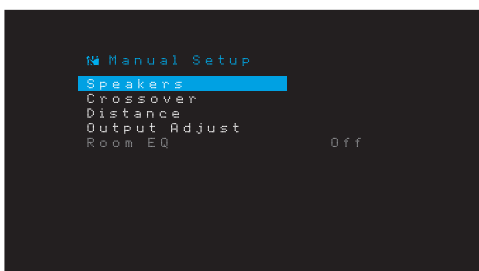 Manual Setup
Speakers
Crossover
Distance
Output Adjust
Room EQ Off